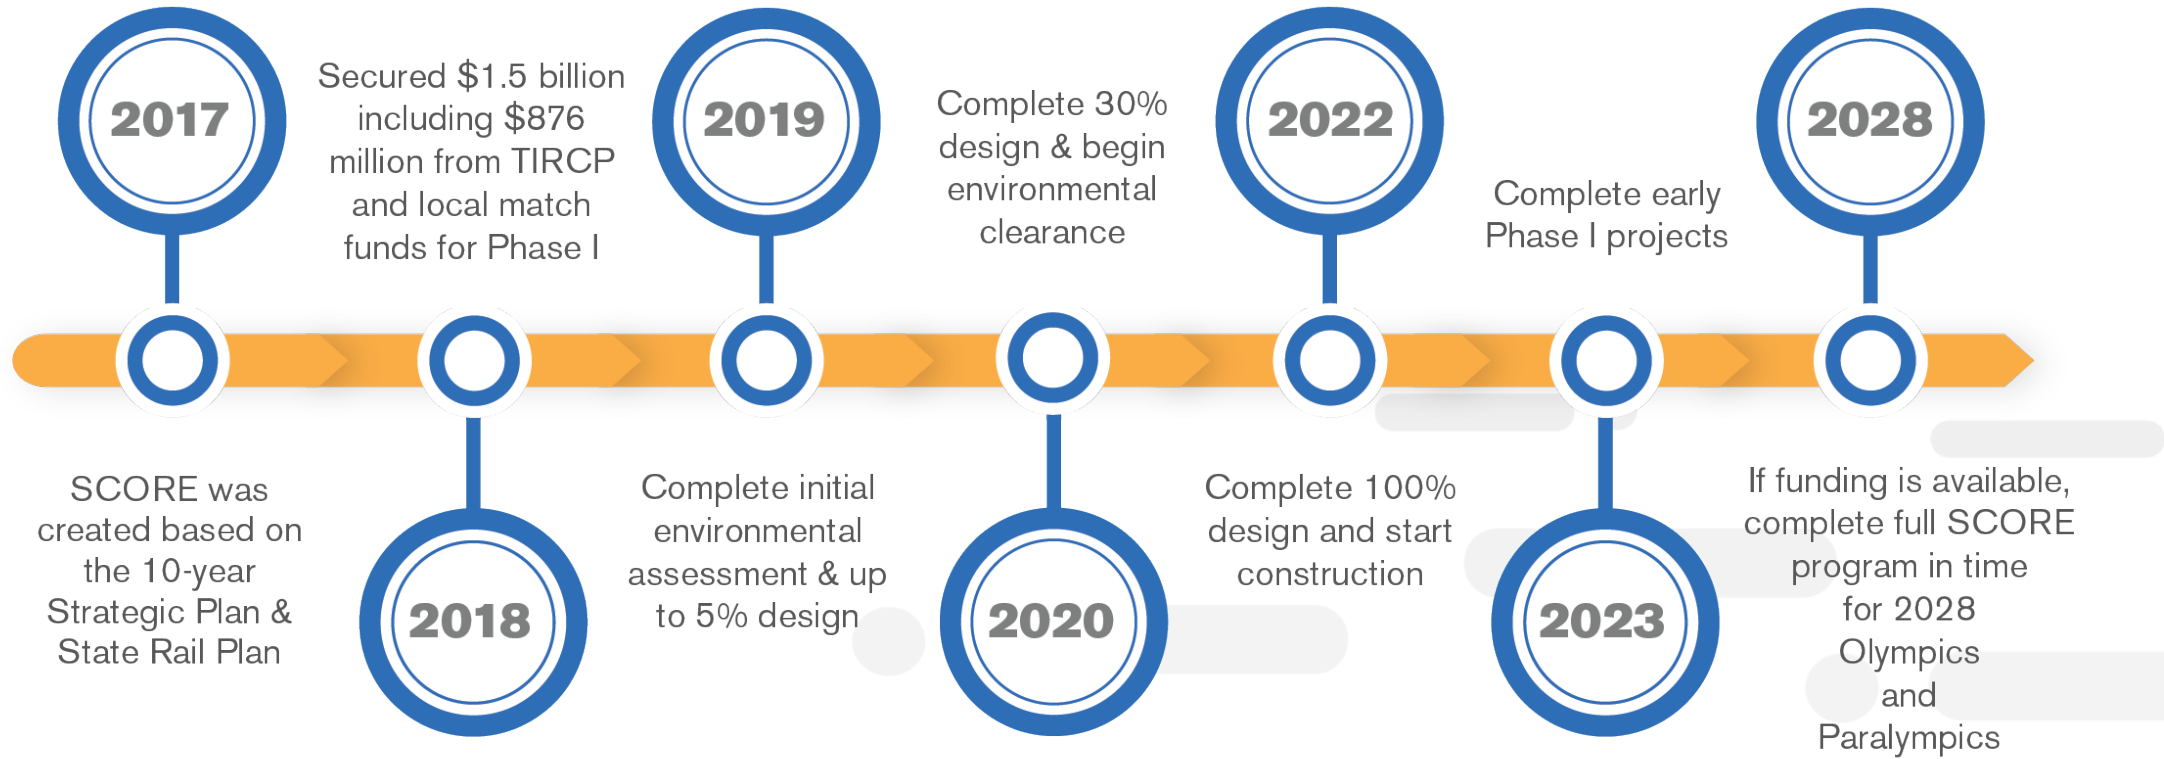 2017
SCORE was
created based on
the 10-year
Strategic Plan &
State Rail Plan
Secured $1.5 billion
including $876
million from TIRCP
and local match
funds for Phase I
2018
2019
Complete initial
environmental
assessment & up
to 5% design
Complete 30%
design & begin
environmental
clearance
2020
2022
Complete 100%
design and start
construction
Complete early
Phase I projects
2023
2028
If funding is available,
complete full SCORE
program in time
for 2028
Olympics
and
Paralympics